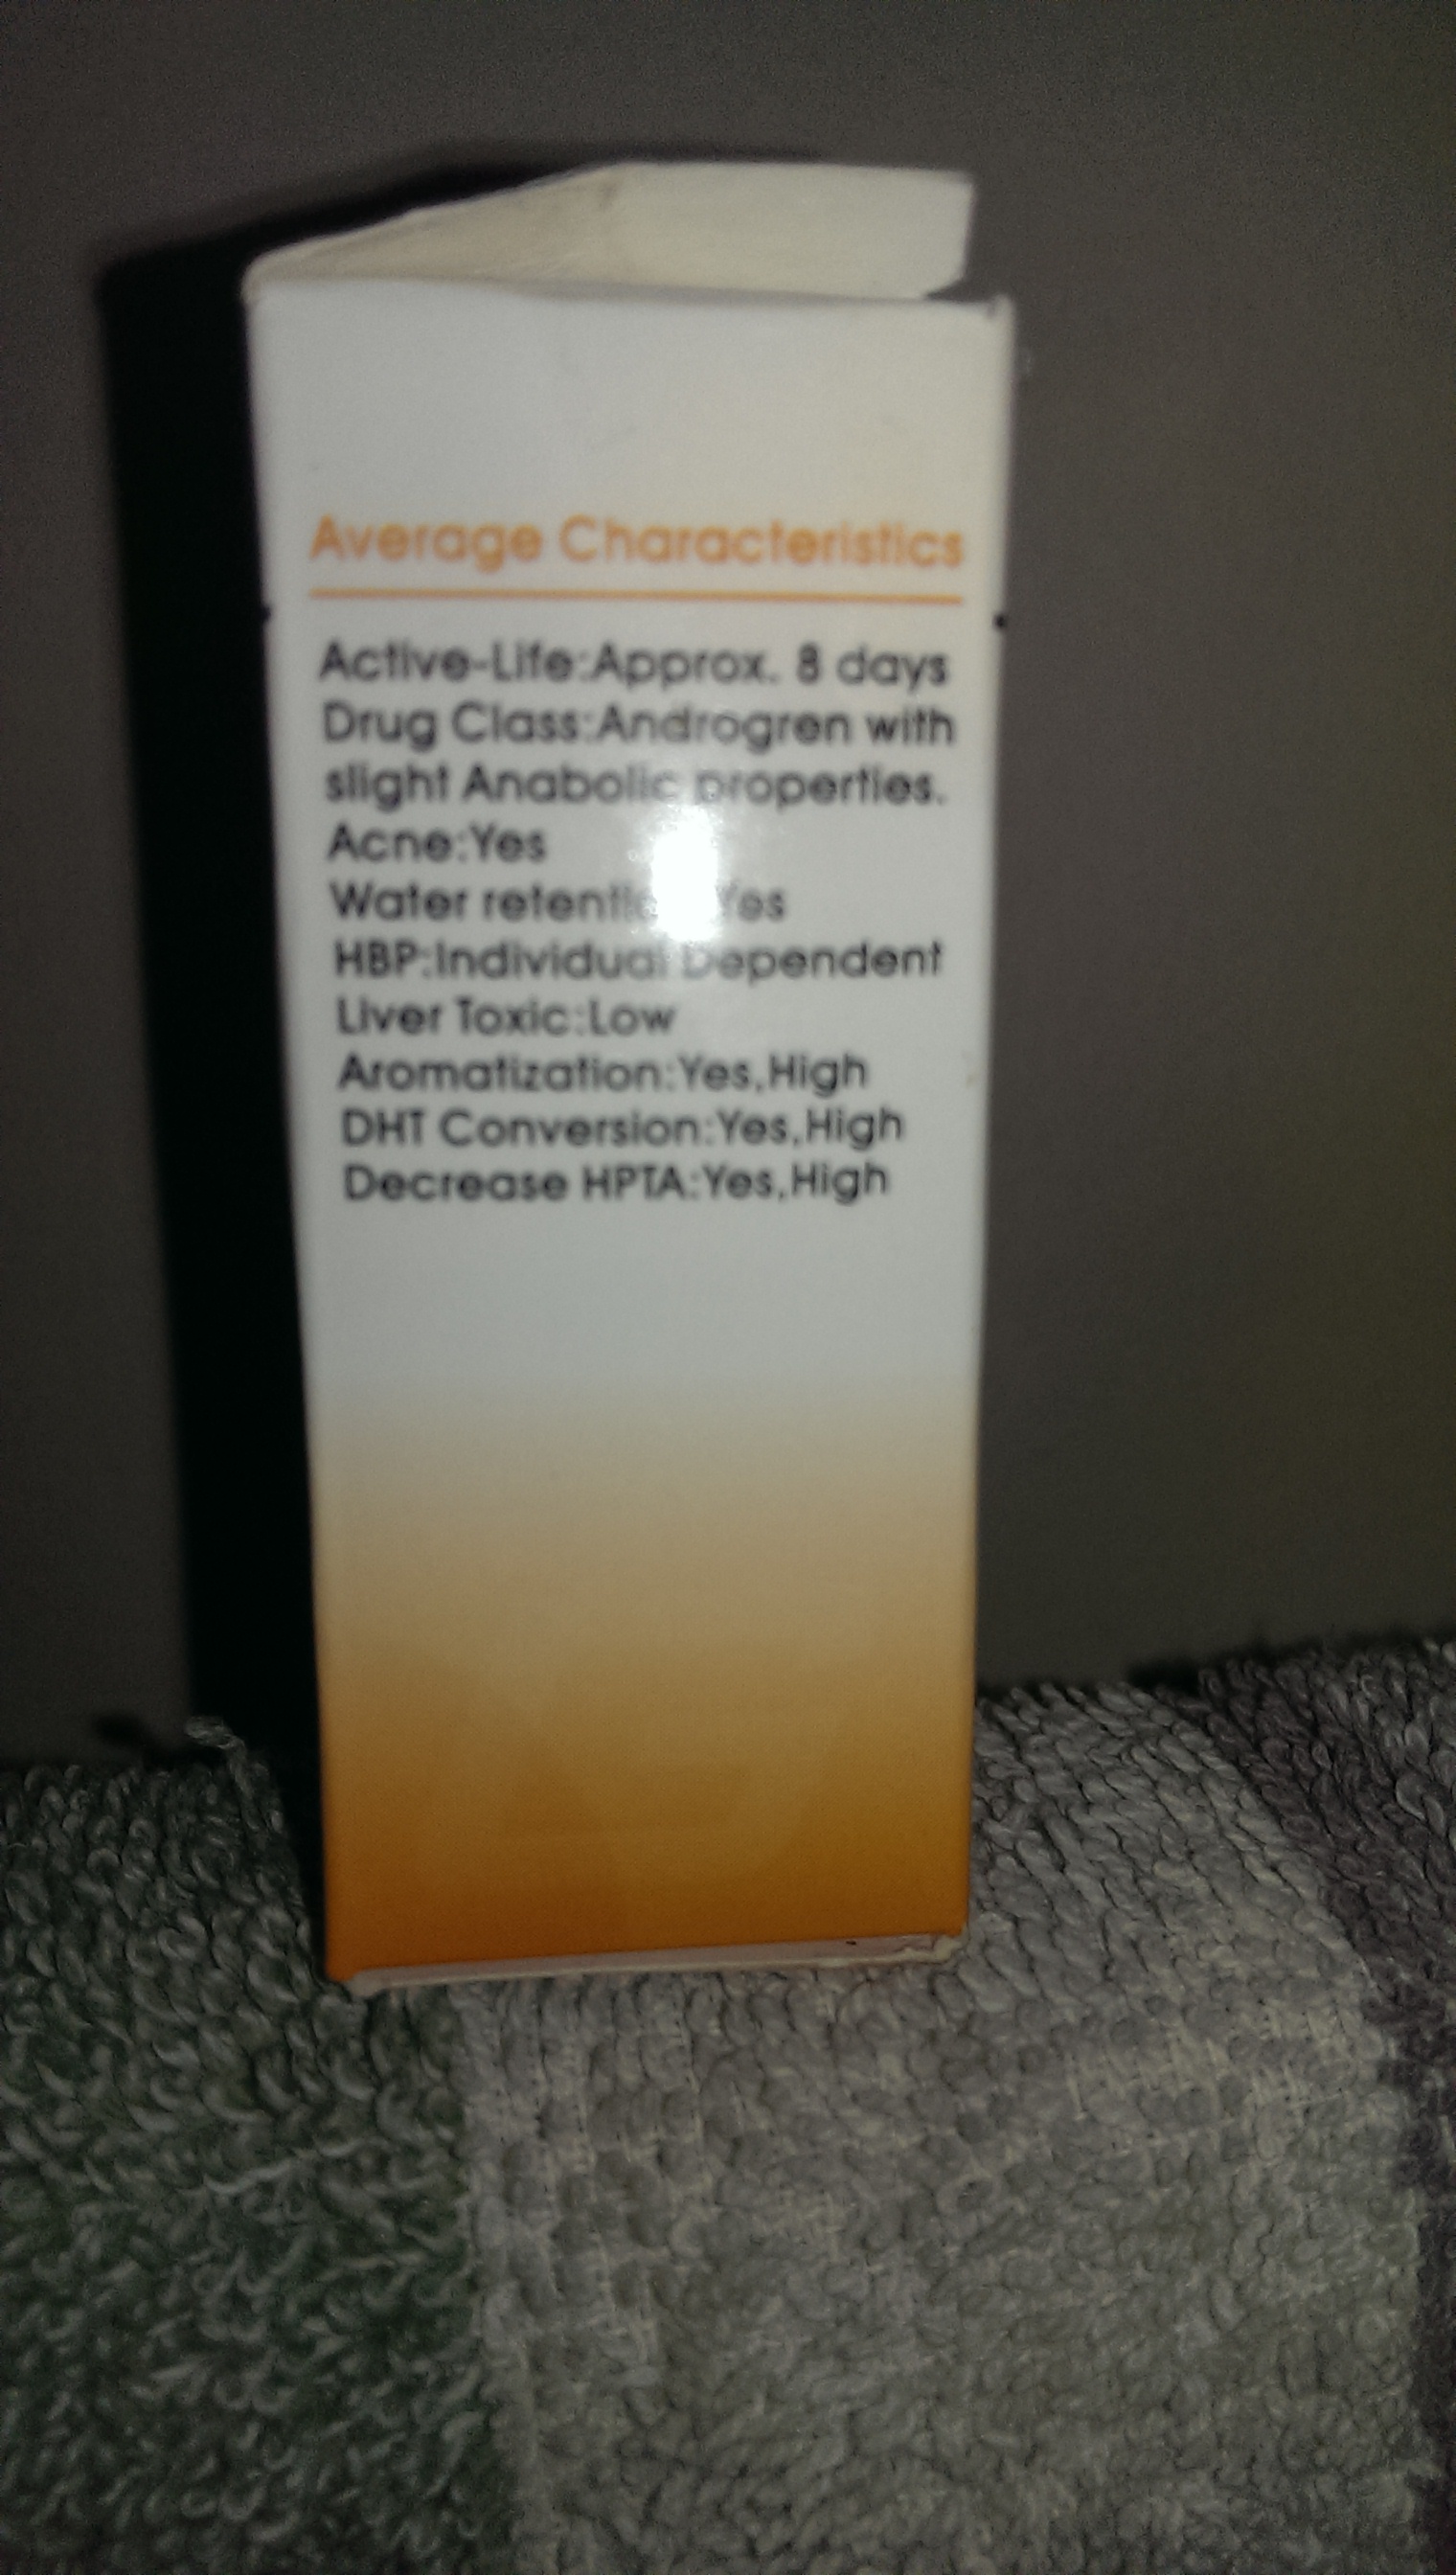 Average Characteristics
Active-Life:Approx. 8 days
Drug Class:Androgren with
slight Anabolic properties.
Acne:Yes
Water retention:Yes
HBP:Individual Dependent
Liver Toxic:Low
Aromatization:Yes,High
DHT Conversion:Yes,High
Decrease HPTA:Yes,High